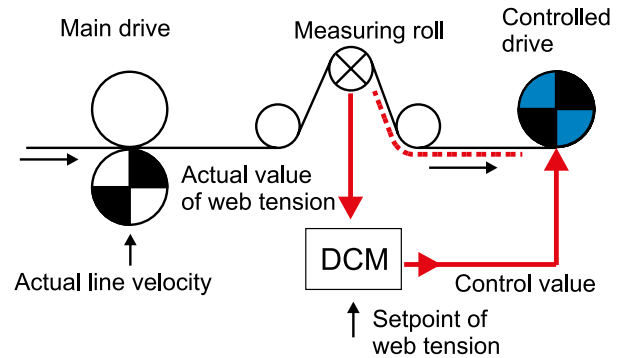 Main drive
Measuring roll
Controlled
drive
Actual value
of web tension
DCM
Actual line velocity
Control value
Setpoint of
web tension